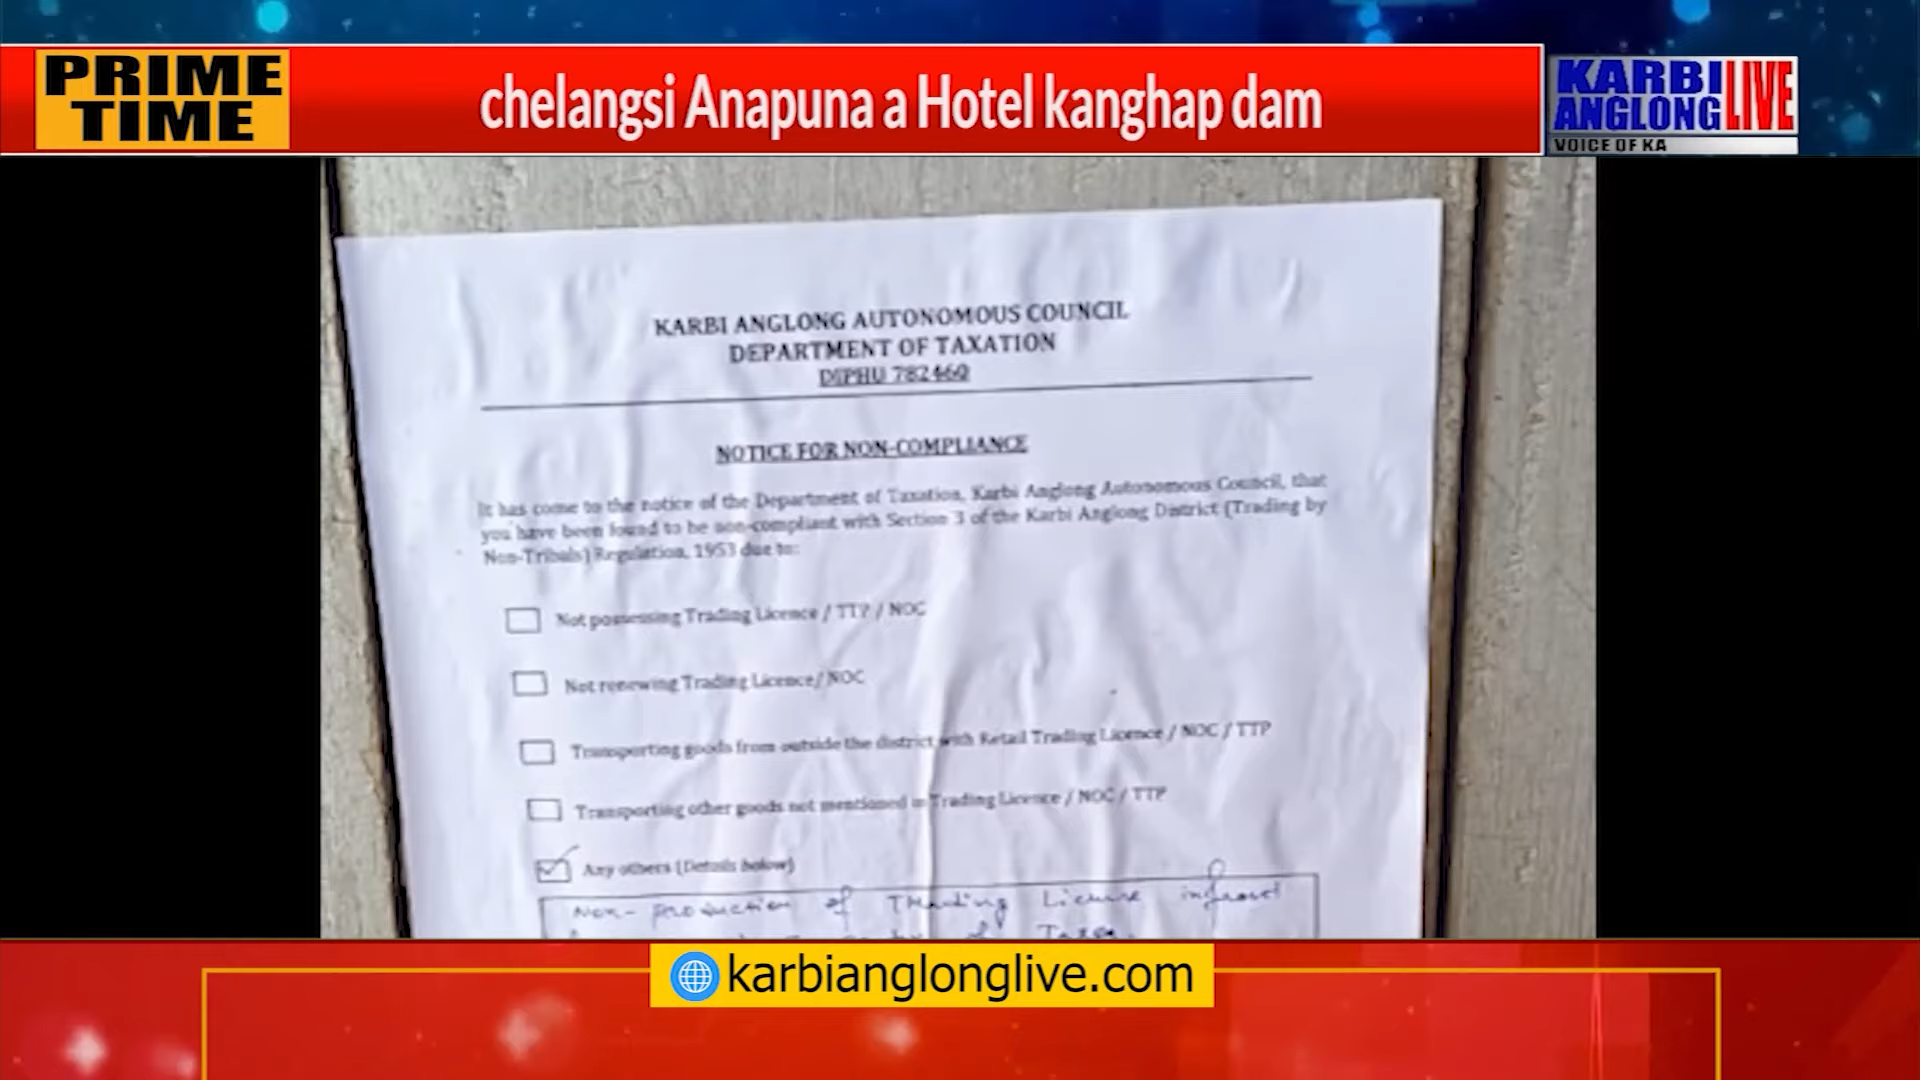 PRIME
TIME
chelangsi Anapuna a Hotel kanghap dam
KARBI
ANGLONG LIVE
VOICE OF KA
KARBI ANGLONG AUTONOMOUS COUNCIL
DEPARTMENT OF TAXATION
DIPHU 782460
NOTICE FOR NON-COMPLIANCE
It has come to the notice of the Department of Taxation, Karbi Anglong Autonomous Council, that
you have been found to be non-compliant with Section 3 of the Karbi Anglong District (Trading by
Non-Tribals) Regulation, 1953 due to:
Not possessing Trading Licence / TTP / NOC
Not renewing Trading Licence/ NOC
Transporting goods from outside the district with Retail Trading Licence / NOC / TTP
Transporting other goods not mentioned in Trading Licence / NOC / TTP
Any others (Details below)
Non-production of Trading License infront
of Taxes.
karbianglonglive.com